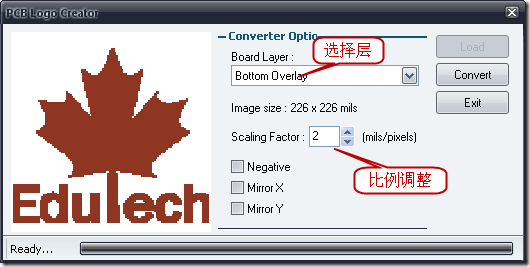 PCB Logo Creator
EduTech
Converter Optio
选择层
Board Layer :
Bottom Overlay
Image size : 226 x 226 mils
Scaling Factor : 2 (mils/pixels)
比例调整
Negative
Mirror X
Mirror Y
Load
Convert
Exit
Ready...